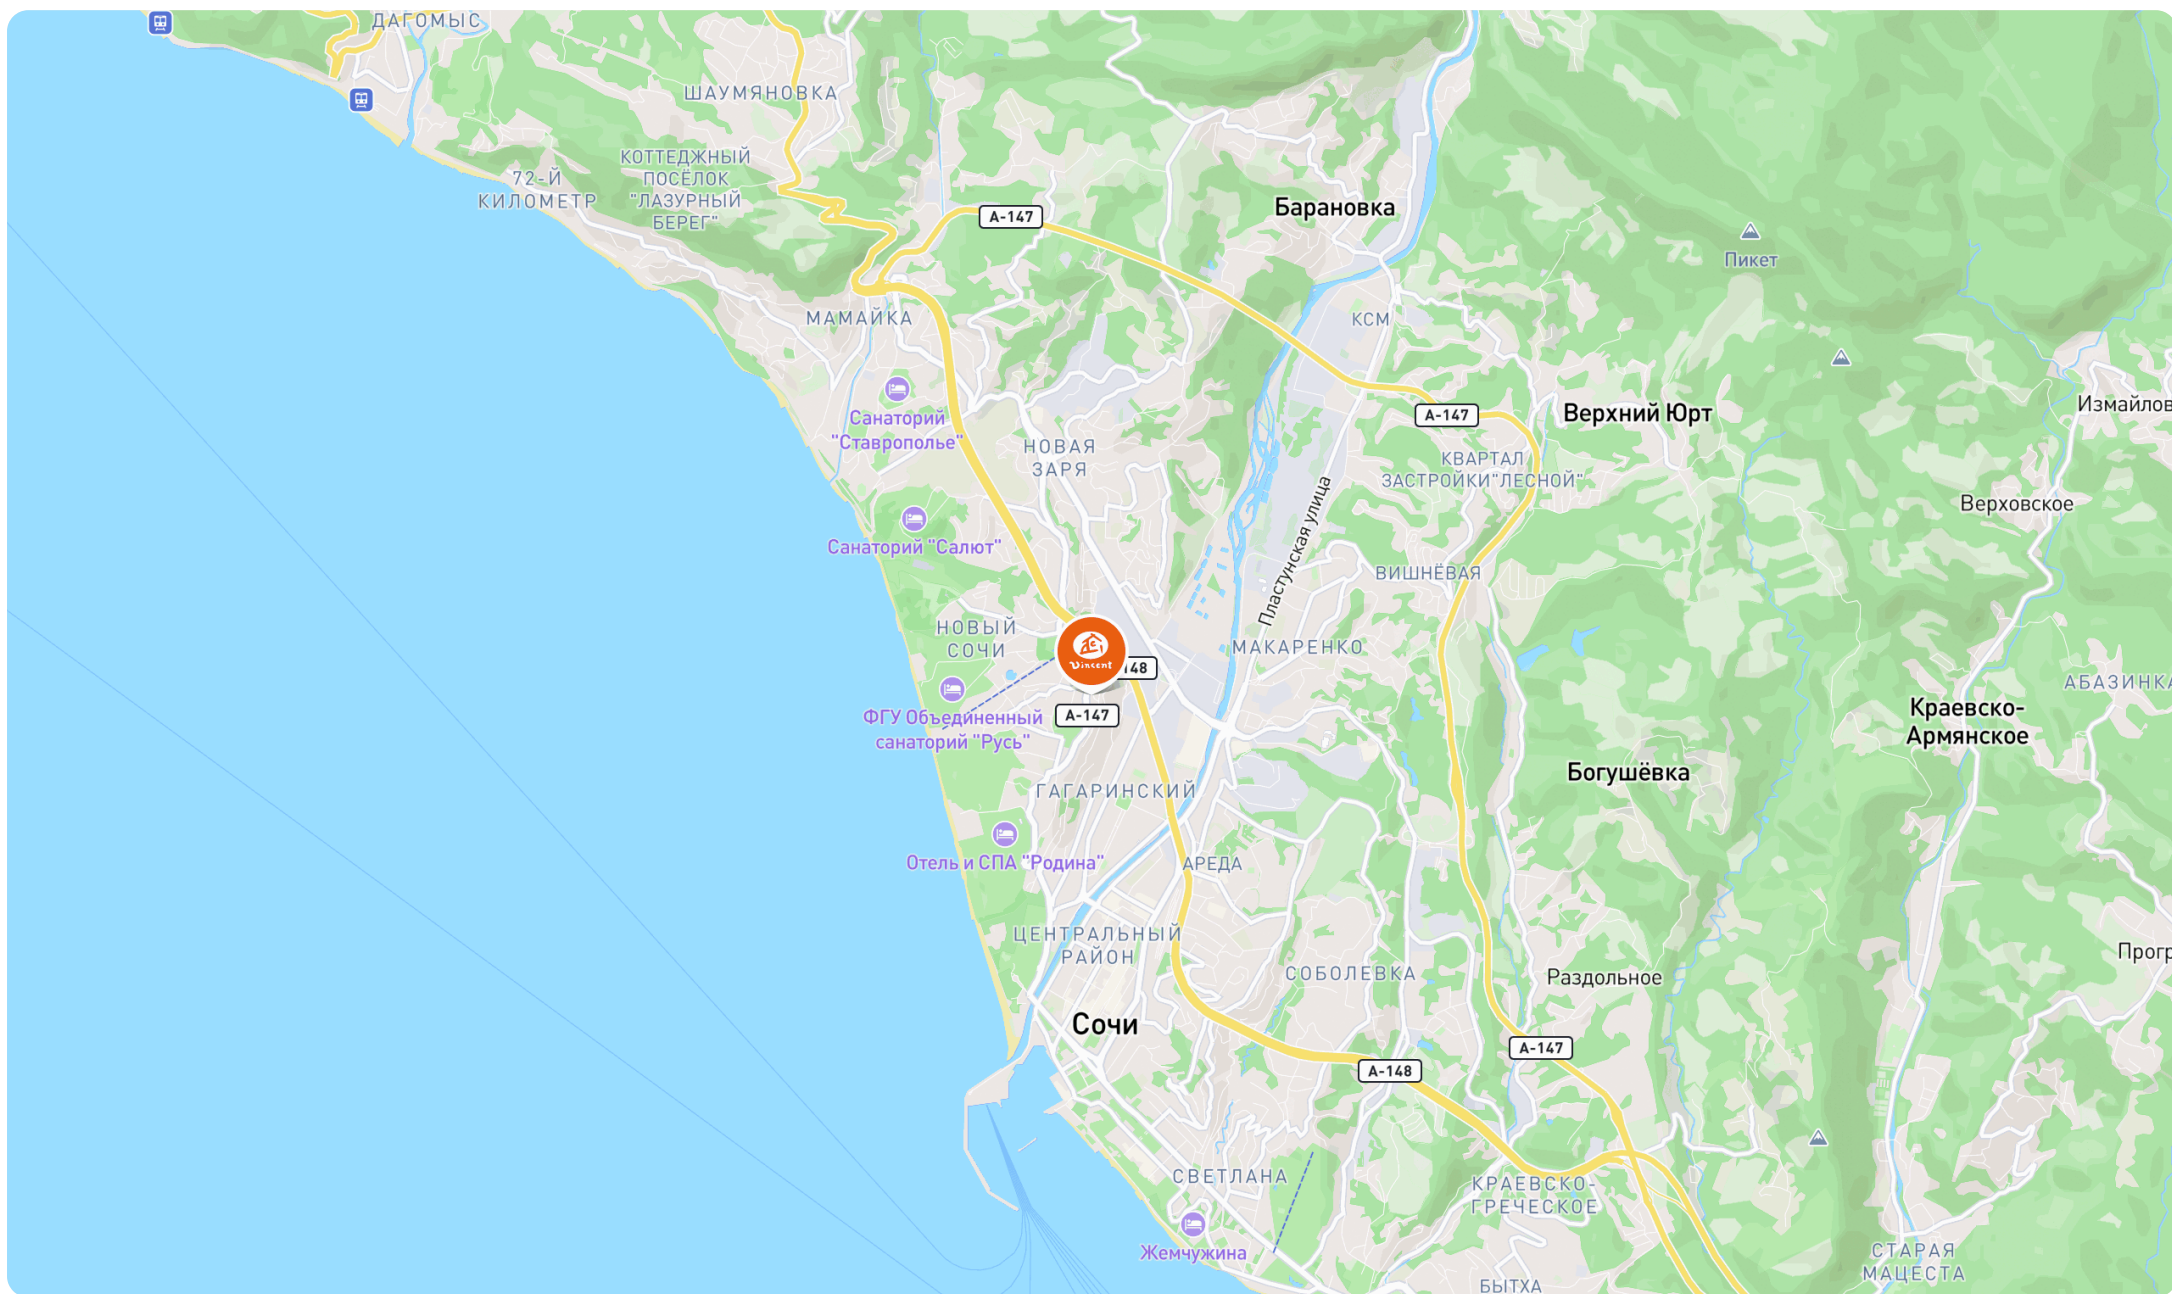 ДАГОМЫС
ШАУМЯНОВКА
КОТТЕДЖНЫЙ
ПОСЁЛОК
"ЛАЗУРНЫЙ
БЕРЕГ"
72-Й
КИЛОМЕТР
А-147
Барановка
Пикет
МАМАЙКА
КСМ
Санаторий
"Ставрополье"
НОВАЯ
ЗАРЯ
А-147
Верхний Юрт
Измайлов
КВАРТАЛ
ЗАСТРОЙКИ"ЛЕСНОЙ"
Верховское
Пластунская улица
Санаторий "Салют"
ВИШНЁВАЯ
НОВЫЙ
СОЧИ
Vincent
148
МАКАРЕНКО
АБАЗИНКА
А-147
ФГУ Объединенный
санаторий "Русь"
Краевско-
Армянское
Богушёвка
ГАГАРИНСКИЙ
Отель и СПА "Родина"
АРЕДА
ЦЕНТРАЛЬНЫЙ
РАЙОН
СОБОЛЕВКА
Раздольное
Прогр
Сочи
А-147
А-148
СВЕТЛАНА
КРАЕВСКО-
ГРЕЧЕСКОЕ
Жемчужина
СТАРАЯ
МАЦЕСТА
БЫТХА